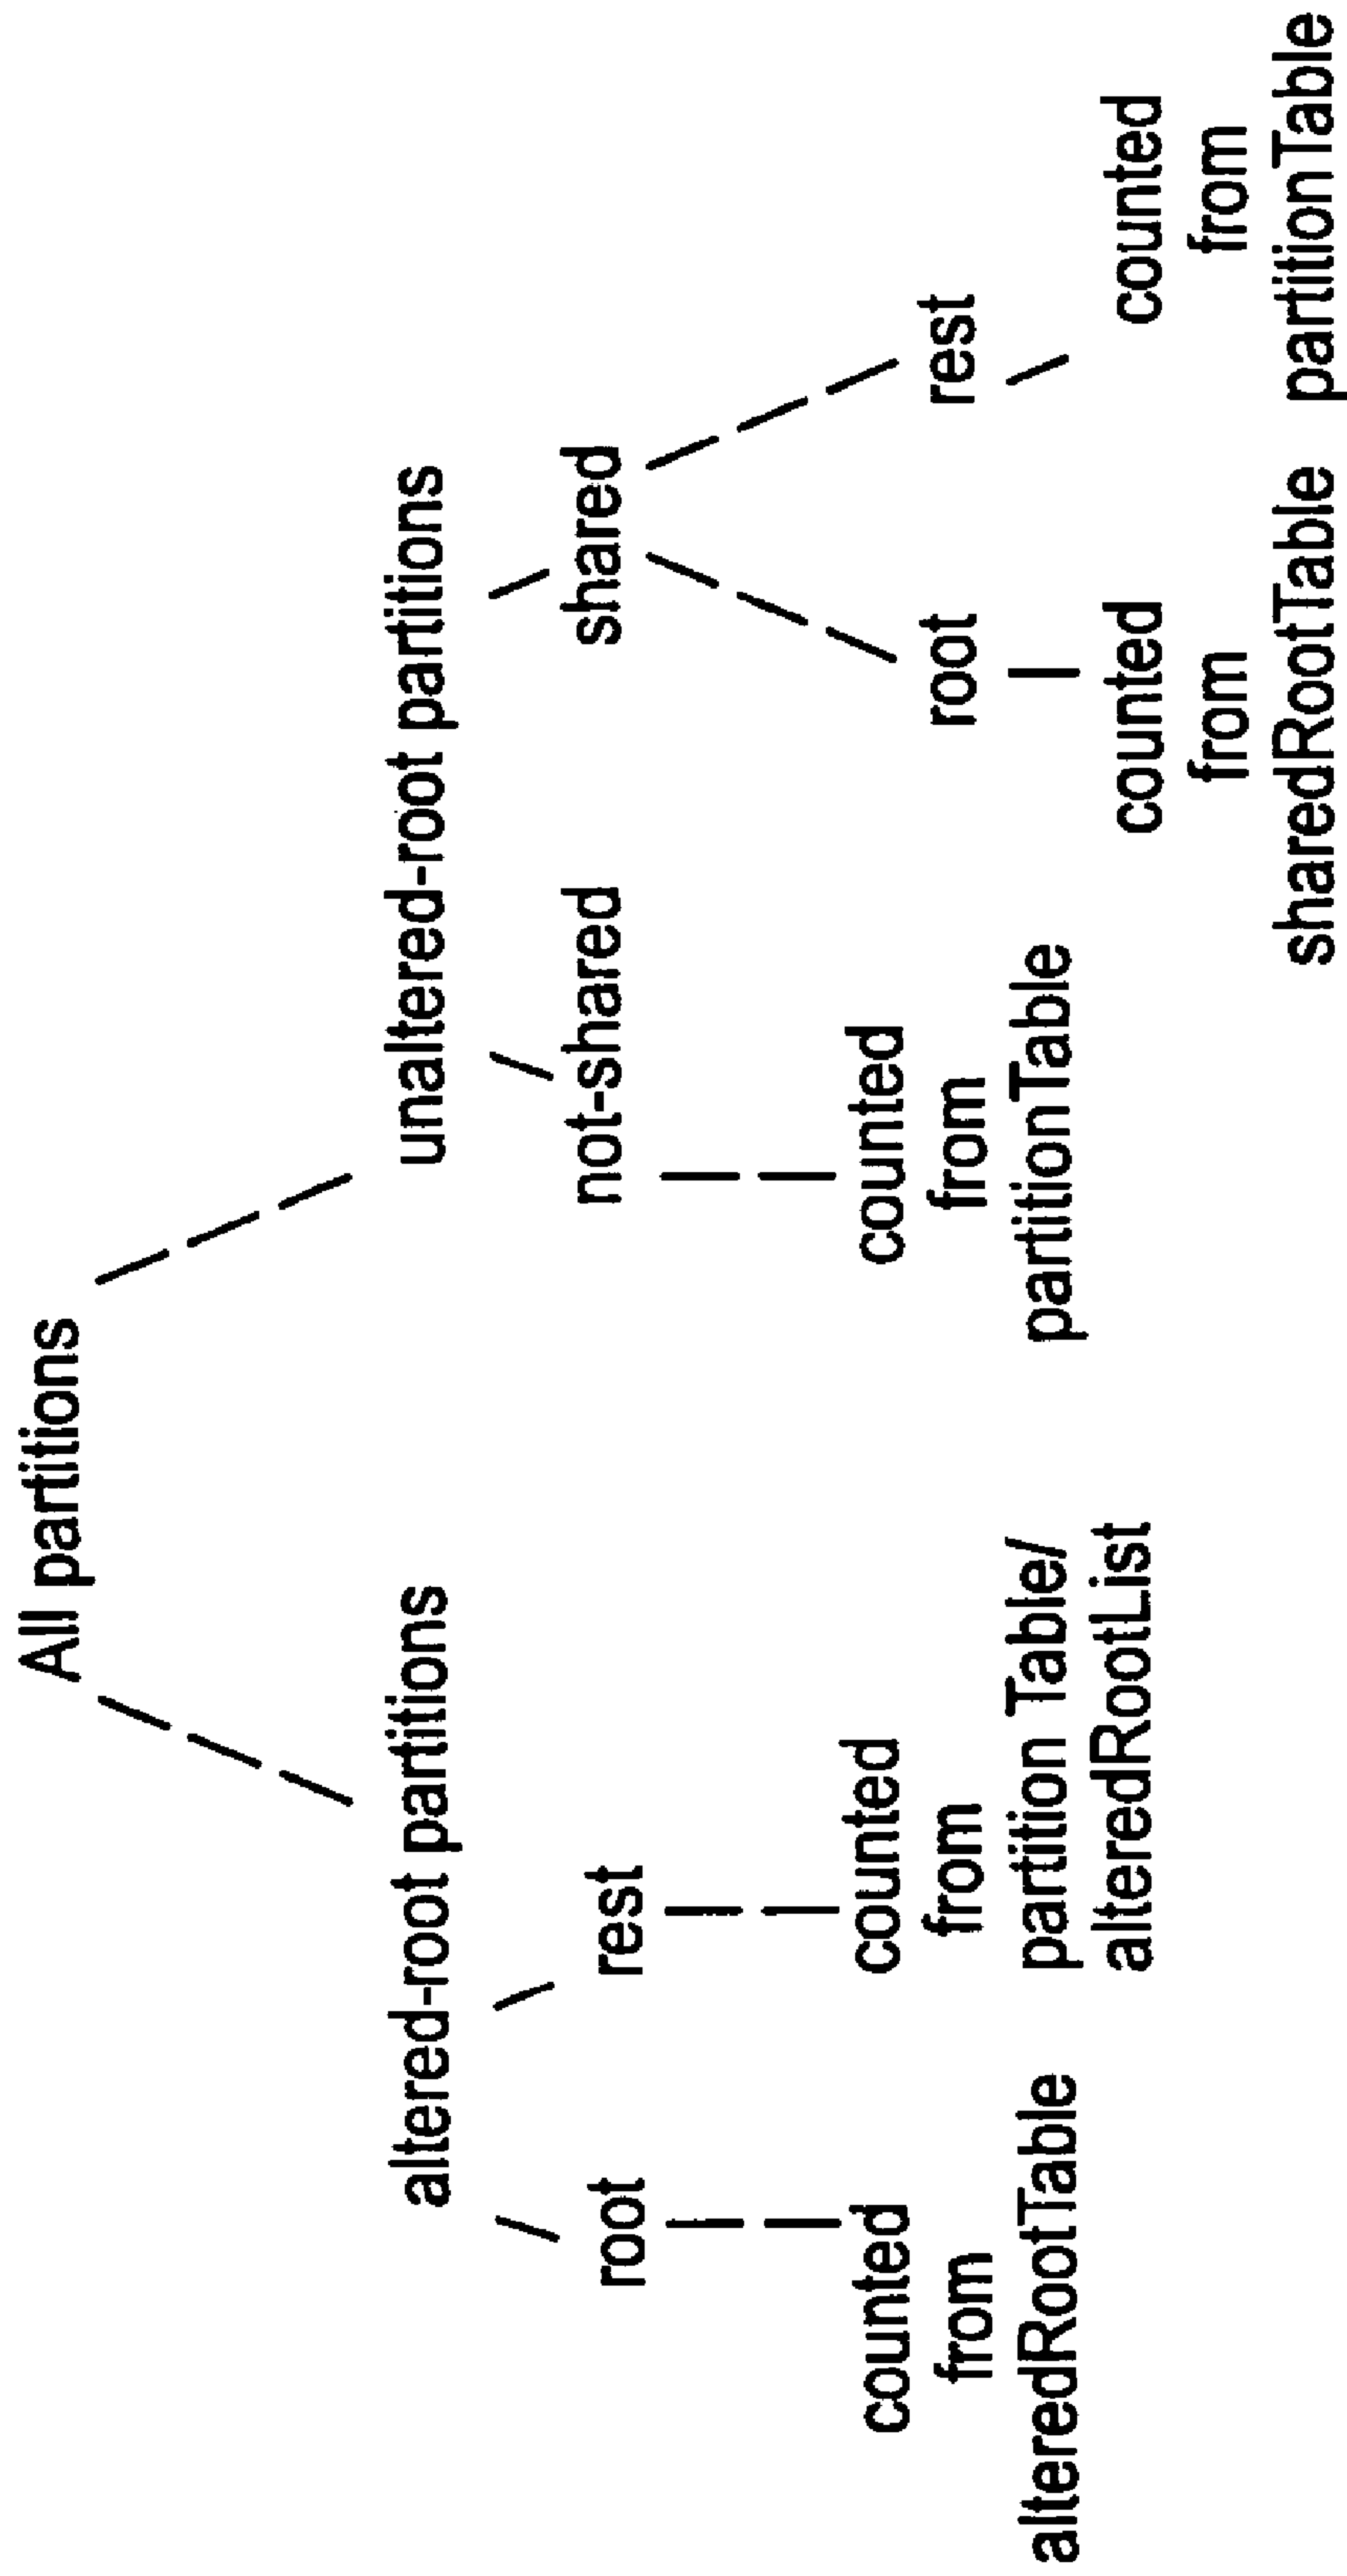 All partitions
altered-root partitions
unaltered-root partitions
root
rest
not-shared
shared
counted
from
alteredRootTable
counted
from
partition Table/
alteredRootList
counted
from
partitionTable
root
rest
counted
from
sharedRootTable
counted
from
partitionTable